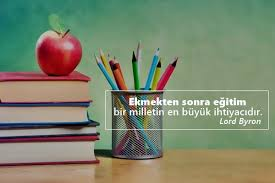 Ekmekten sonra eğitim
bir milletin en büyük ihtiyacıdır.
Lord Byron